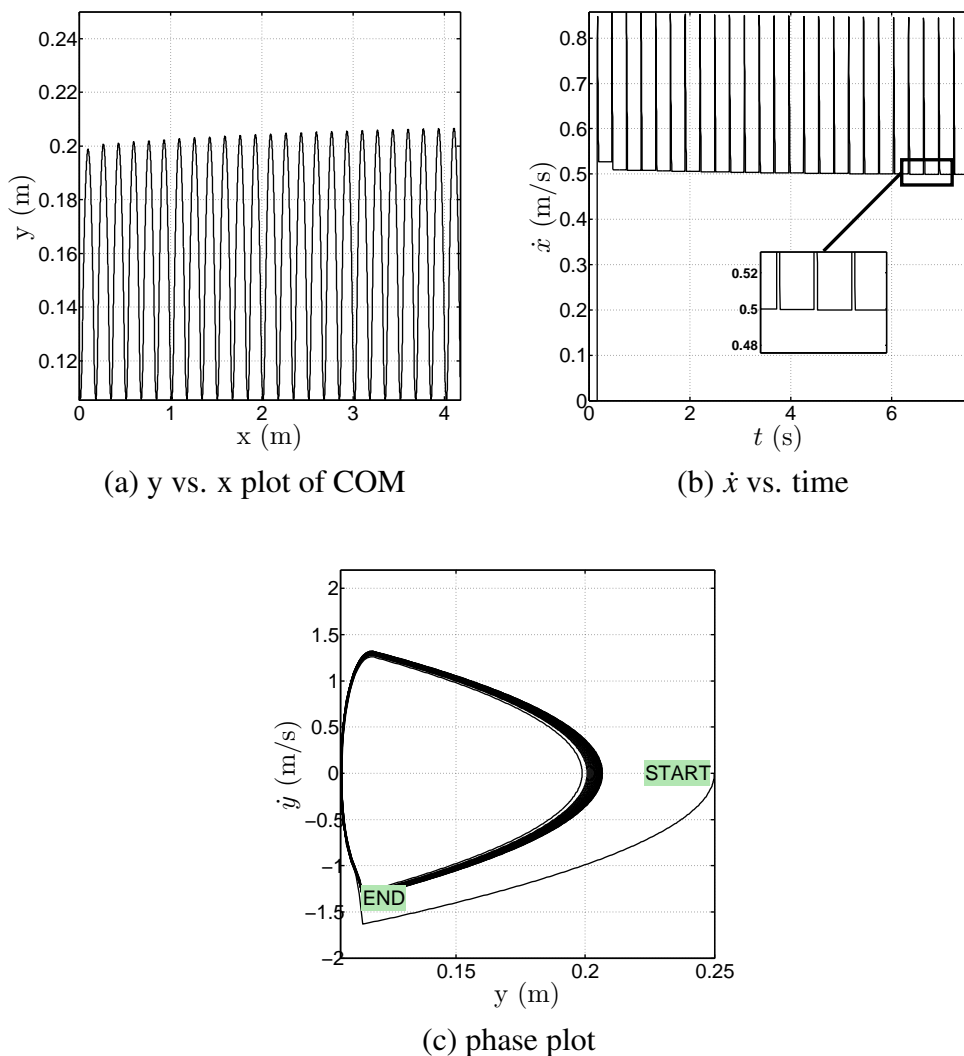 0.24
0.22
0.2
0.18
0.16
0.14
0.12
y (m)
0 1 2 3 4
x (m)
(a) y vs. x plot of COM
0.8
0.7
0.6
0.5
0.4
0.3
0.2
0.1
0
ẋ (m/s)
0.52
0.5
0.48
0 2 4 6
t (s)
(b) ẋ vs. time
2
1.5
1
0.5
0
−0.5
−1
−1.5
−2
ẏ (m/s)
START
END
0.15 0.2 0.25
y (m)
(c) phase plot